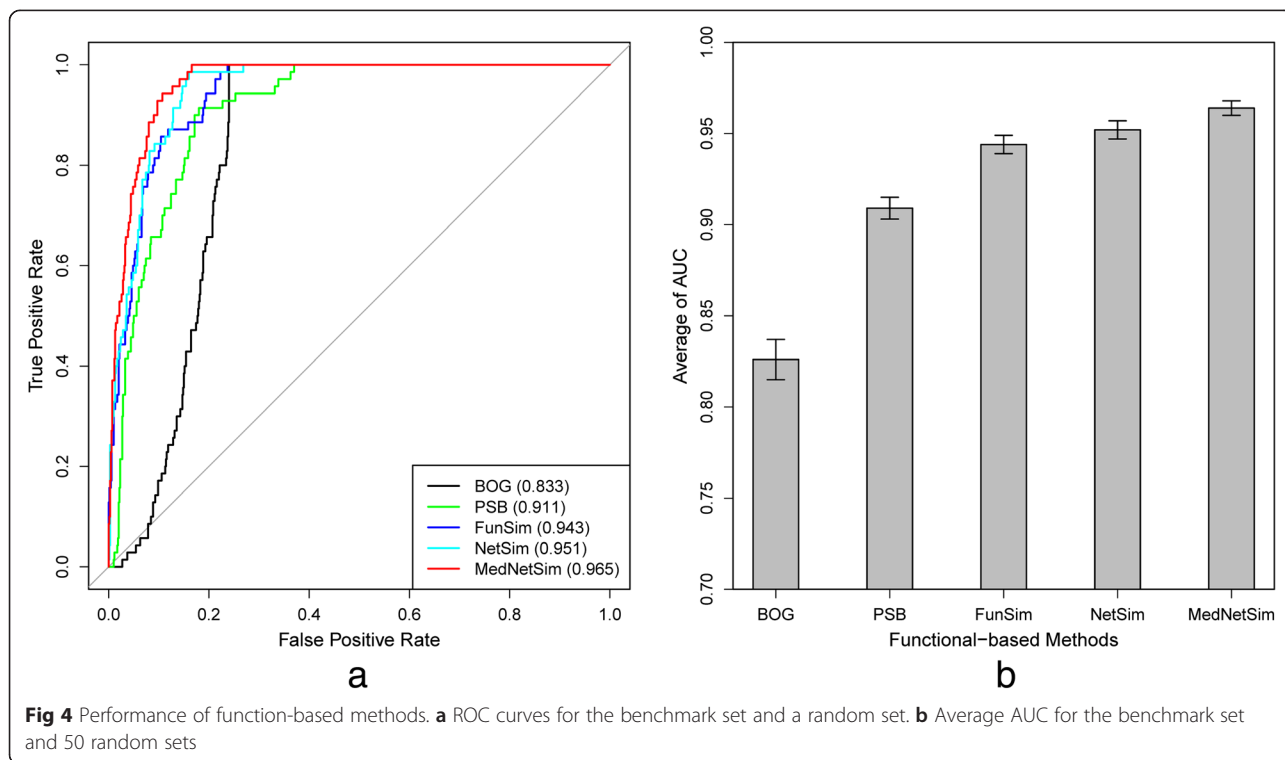 True Positive Rate
1.0
0.8
0.6
0.4
0.2
0.0
0.0 0.2 0.4 0.6 0.8 1.0
False Positive Rate
BOG (0.833)
PSB (0.911)
FunSim (0.943)
NetSim (0.951)
MedNetSim (0.965)
a
Average of AUC
1.00
0.95
0.90
0.85
0.80
0.75
0.70
BOG PSB FunSim NetSim MedNetSim
Functional−based Methods
b
Fig 4 Performance of function-based methods. a ROC curves for the benchmark set and a random set. b Average AUC for the benchmark set
and 50 random sets